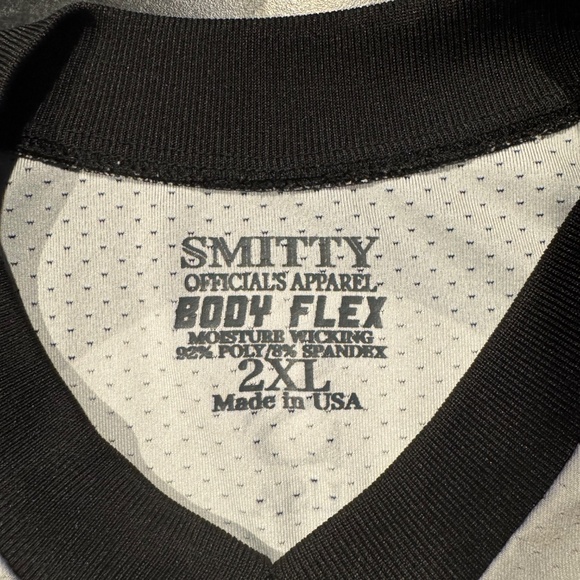 SMITTY
OFFICIAL'S APPAREL
BODY FLEX
MOISTURE WICKING
92% POLY/8% SPANDEX
2XL
Made in USA